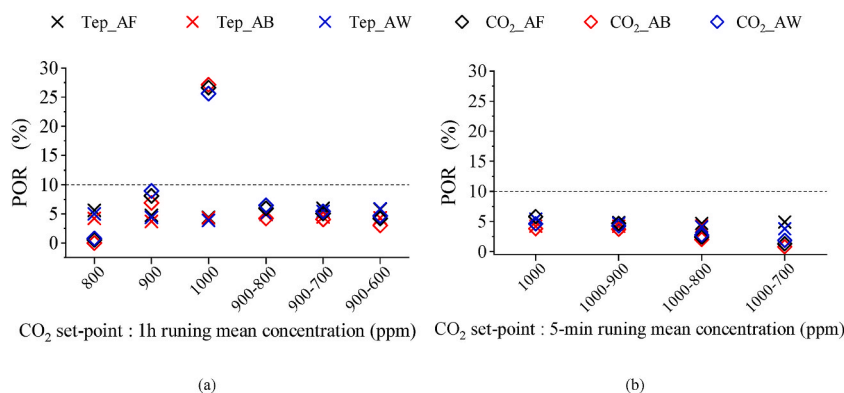 Tep_AF Tep_AB Tep_AW CO₂_AF CO₂_AB CO₂_AW
30
25
20
15
10
5
0
POR (%)
800 900 1000 900-800 900-700 900-600
CO₂ set-point : 1h runing mean concentration (ppm)
(a)
30
25
20
15
10
5
0
POR (%)
1000 1000-900 1000-800 1000-700
CO₂ set-point : 5-min runing mean concentration (ppm)
(b)